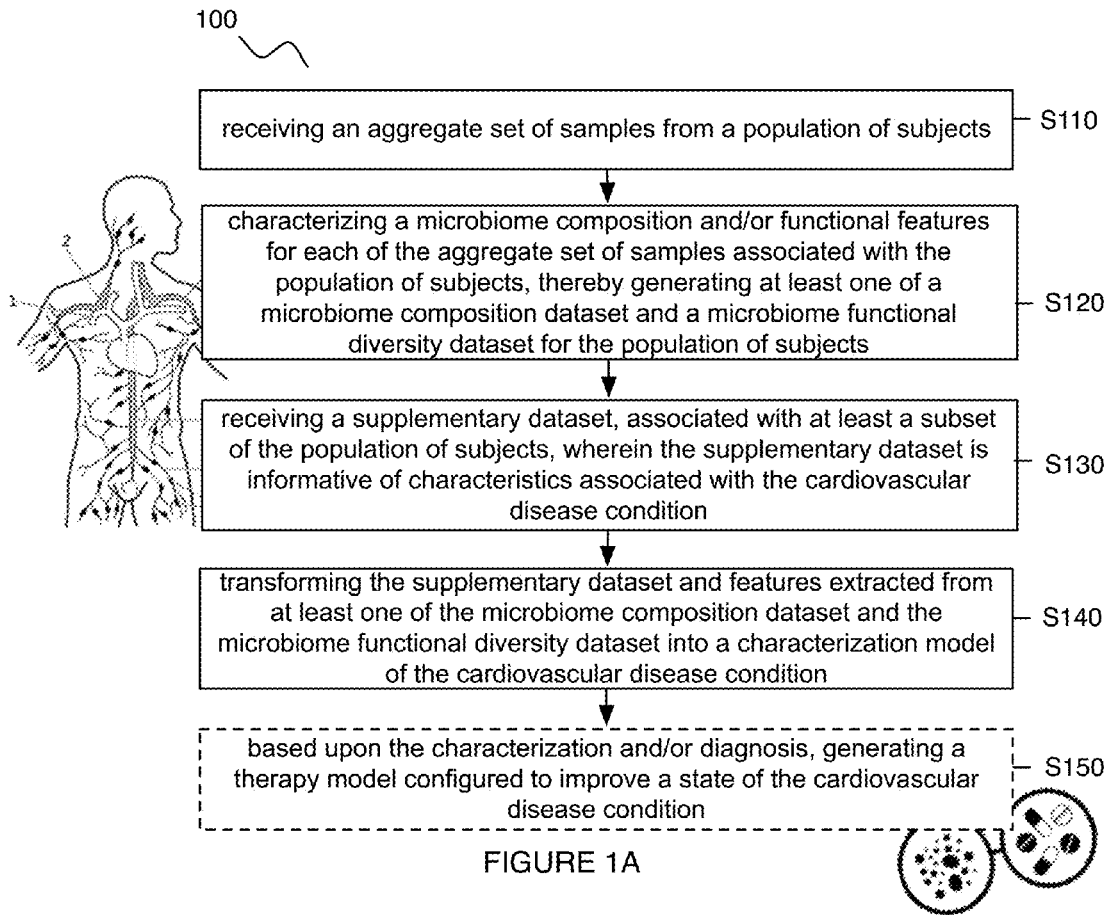 100
receiving an aggregate set of samples from a population of subjects
S110
characterizing a microbiome composition and/or functional features
for each of the aggregate set of samples associated with the
population of subjects, thereby generating at least one of a
microbiome composition dataset and a microbiome functional
diversity dataset for the population of subjects
S120
2
1
receiving a supplementary dataset, associated with at least a subset
of the population of subjects, wherein the supplementary dataset is
informative of characteristics associated with the cardiovascular
disease condition
S130
transforming the supplementary dataset and features extracted from
at least one of the microbiome composition dataset and the
microbiome functional diversity dataset into a characterization model
of the cardiovascular disease condition
S140
based upon the characterization and/or diagnosis, generating a
therapy model configured to improve a state of the cardiovascular
disease condition
S150
FIGURE 1A